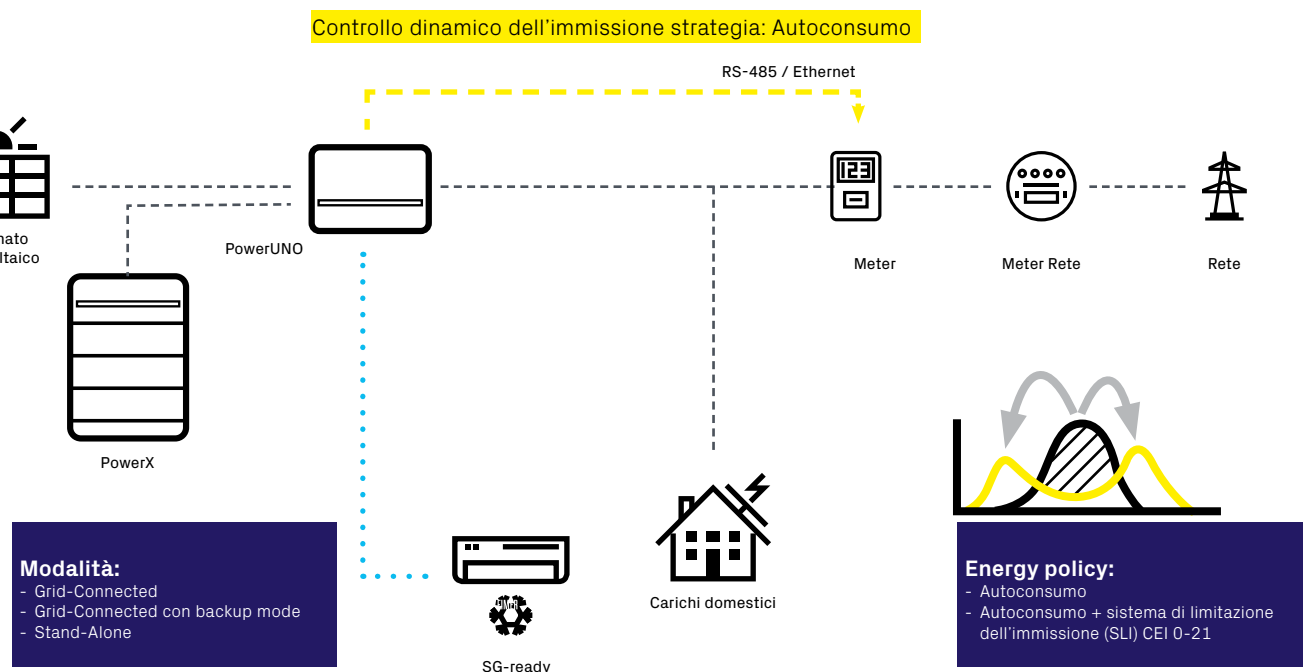 Controllo dinamico dell'immissione strategia: Autoconsumo
RS-485 / Ethernet
123
PowerUNO
Meter
Meter Rete
Rete
PowerX
Modalità:
- Grid-Connected
- Grid-Connected con backup mode
- Stand-Alone
SG-ready
Carichi domestici
Energy policy:
- Autoconsumo
- Autoconsumo + sistema di limitazione
dell'immissione (SLI) CEI 0-21